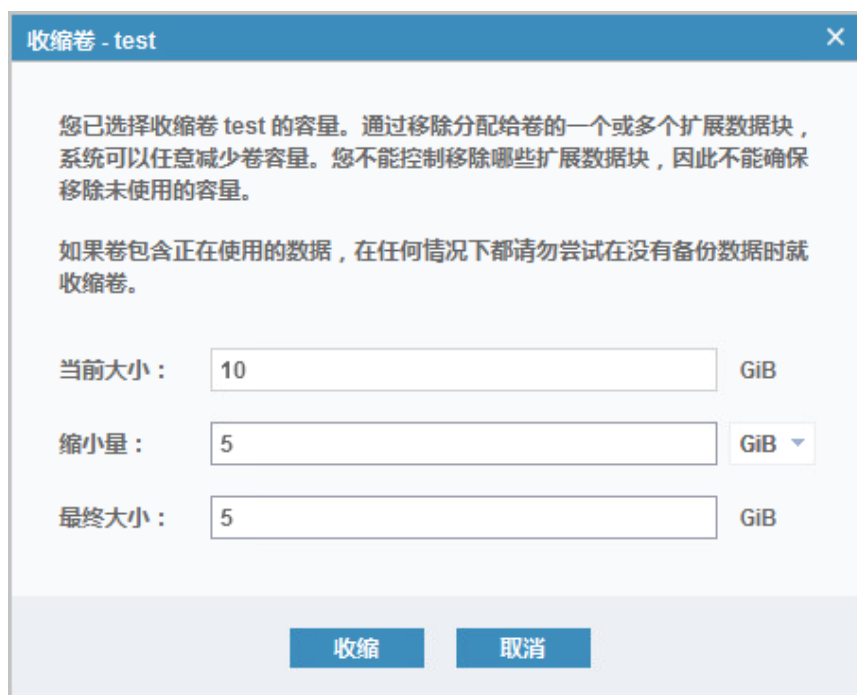 收缩卷 - test
您已选择收缩卷 test 的容量。通过移除分配给卷的一个或多个扩展数据块，
系统可以任意减少卷容量。您不能控制移除哪些扩展数据块，因此不能确保
移除未使用的容量。
如果卷包含正在使用的数据，在任何情况下都请勿尝试在没有备份数据时就
收缩卷。
当前大小： 10 GiB
缩小量： 5 GiB
最终大小： 5 GiB
收缩 取消